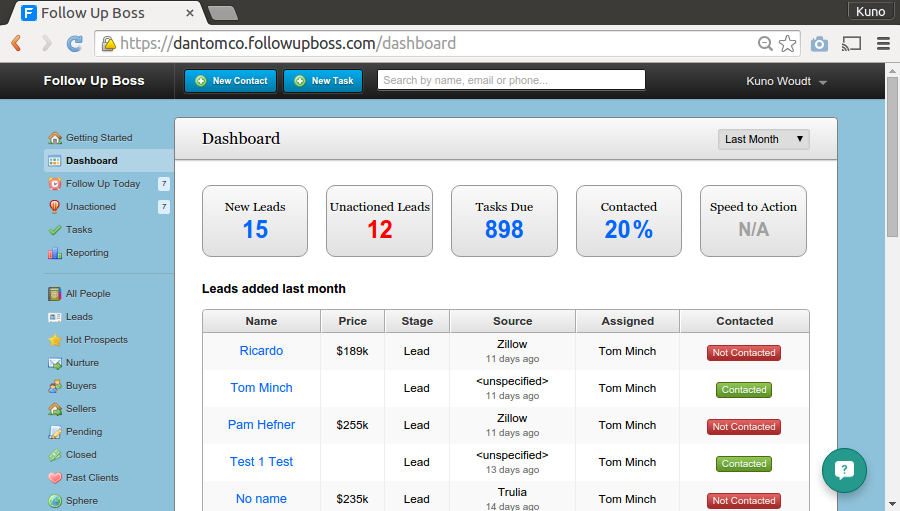 Follow Up Boss
Kuno
https://dantomco.followupboss.com/dashboard
Follow Up Boss
New Contact
New Task
Search by name, email or phone...
Kuno Woudt
Getting Started
Dashboard
Follow Up Today 7
Unactioned 7
Tasks
Reporting
All People
Leads
Hot Prospects
Nurture
Buyers
Sellers
Pending
Closed
Past Clients
Sphere
Dashboard
Last Month
New Leads
15
Unactioned Leads
12
Tasks Due
898
Contacted
20%
Speed to Action
N/A
Leads added last month
Name Price Stage Source Assigned Contacted
Ricardo $189k Lead Zillow Tom Minch Not Contacted
11 days ago
Tom Minch Lead <unspecified> Tom Minch Contacted
11 days ago
Pam Hefner $255k Lead Zillow Tom Minch Not Contacted
11 days ago
Test 1 Test Lead <unspecified> Tom Minch Contacted
13 days ago
No name $235k Lead Trulia Tom Minch Not Contacted
14 days ago